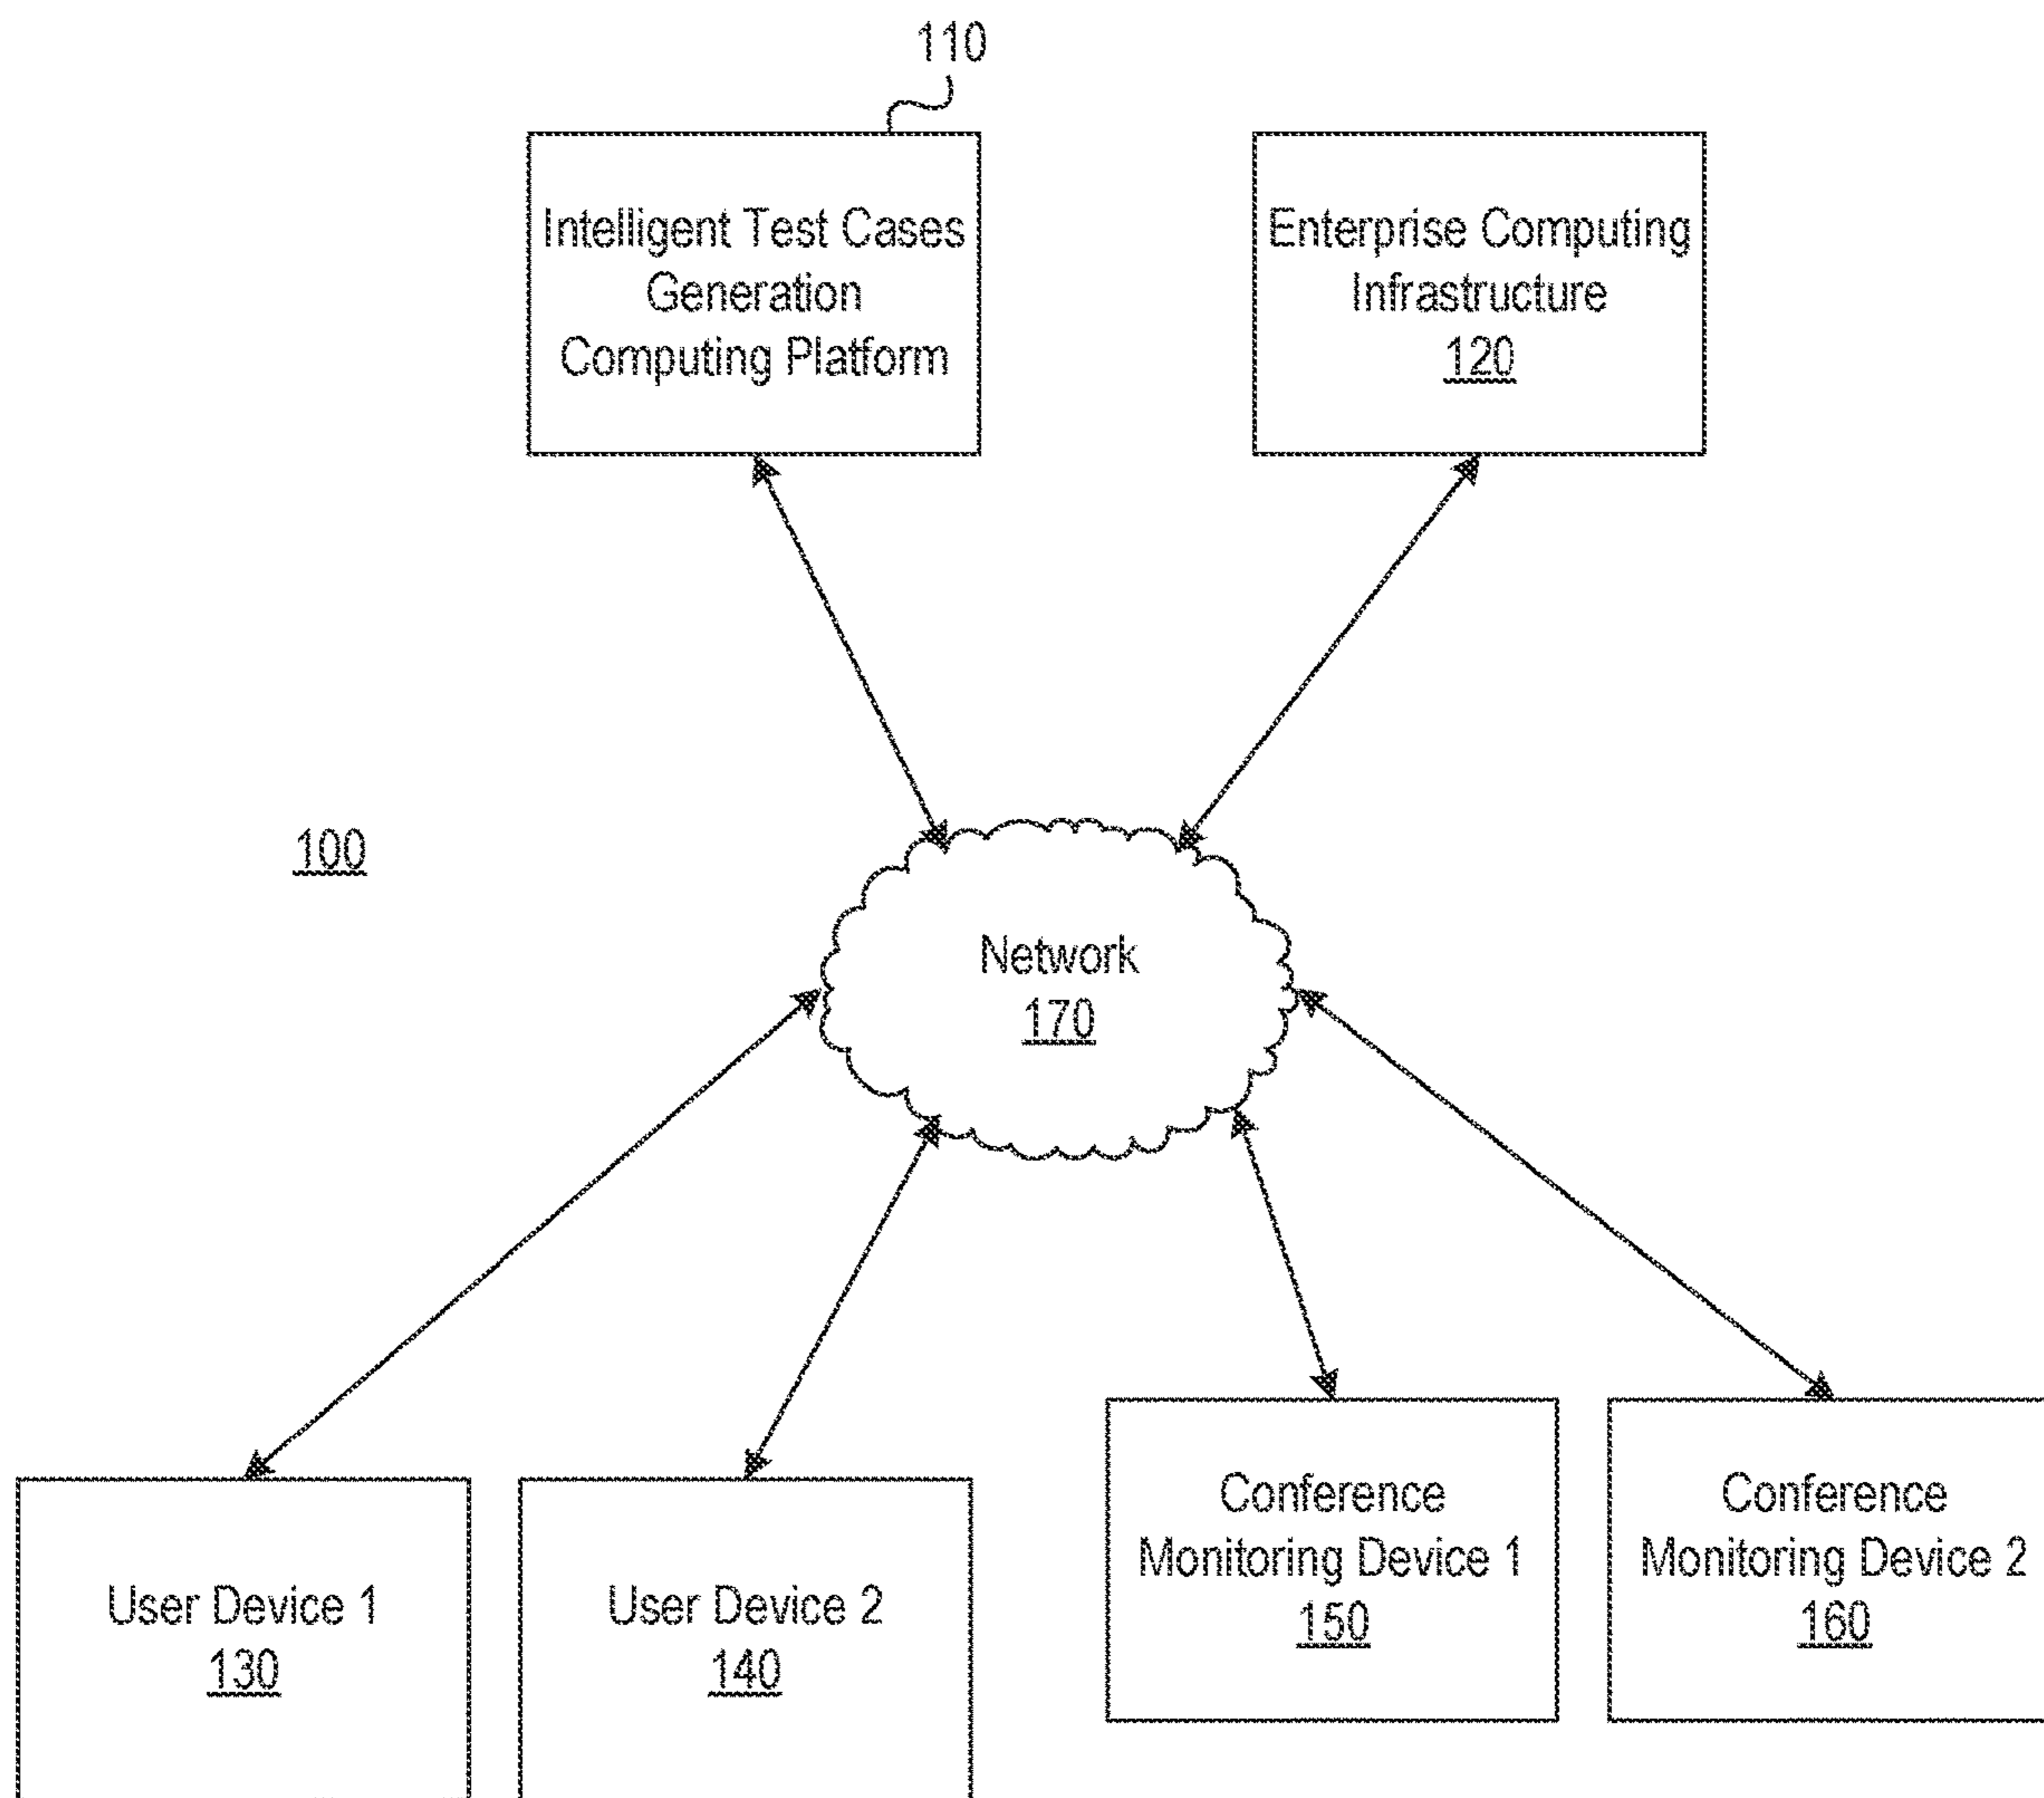 110
Intelligent Test Cases
Generation
Computing Platform
Enterprise Computing
Infrastructure
120
100
Network
170
User Device 1
130
User Device 2
140
Conference
Monitoring Device 1
150
Conference
Monitoring Device 2
160